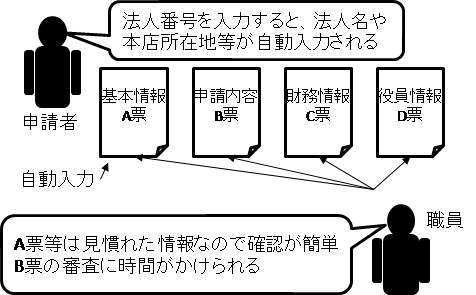 法人番号を入力すると、法人名や
本店所在地等が自動入力される
申請者
基本情報
A票
申請内容
B票
財務情報
C票
役員情報
D票
自動入力
A票等は見慣れた情報なので確認が簡単
B票の審査に時間がかけられる
職員